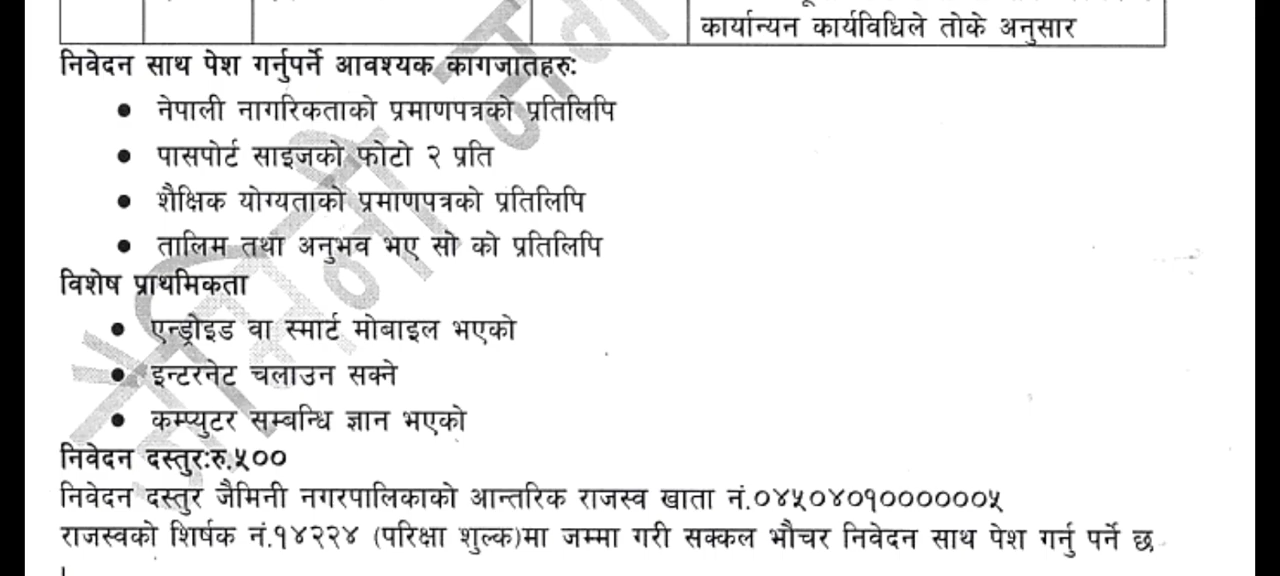 कार्यान्यन कार्यविधिले तोके अनुसार
निवेदन साथ पेश गर्नुपर्ने आवश्यक कागजातहरुः
● नेपाली नागरिकताको प्रमाणपत्रको प्रतिलिपि
● पासपोर्ट साइजको फोटो २ प्रति
● शैक्षिक योग्यताको प्रमाणपत्रको प्रतिलिपि
● तालिम तथा अनुभव भए सो को प्रतिलिपि
विशेष प्राथमिकता
● एन्ड्रोइड वा स्मार्ट मोबाइल भएको
● इन्टरनेट चलाउन सक्ने
● कम्प्युटर सम्बन्धि ज्ञान भएको
निवेदन दस्तुरःरु.५००
निवेदन दस्तुर जैमिनी नगरपालिकाको आन्तरिक राजस्व खाता नं.०४५०४०१००००००५
राजस्वको शिर्षक नं.१४२२४ (परिक्षा शुल्क)मा जम्मा गरी सक्कल भौचर निवेदन साथ पेश गर्नु पर्ने छ
।